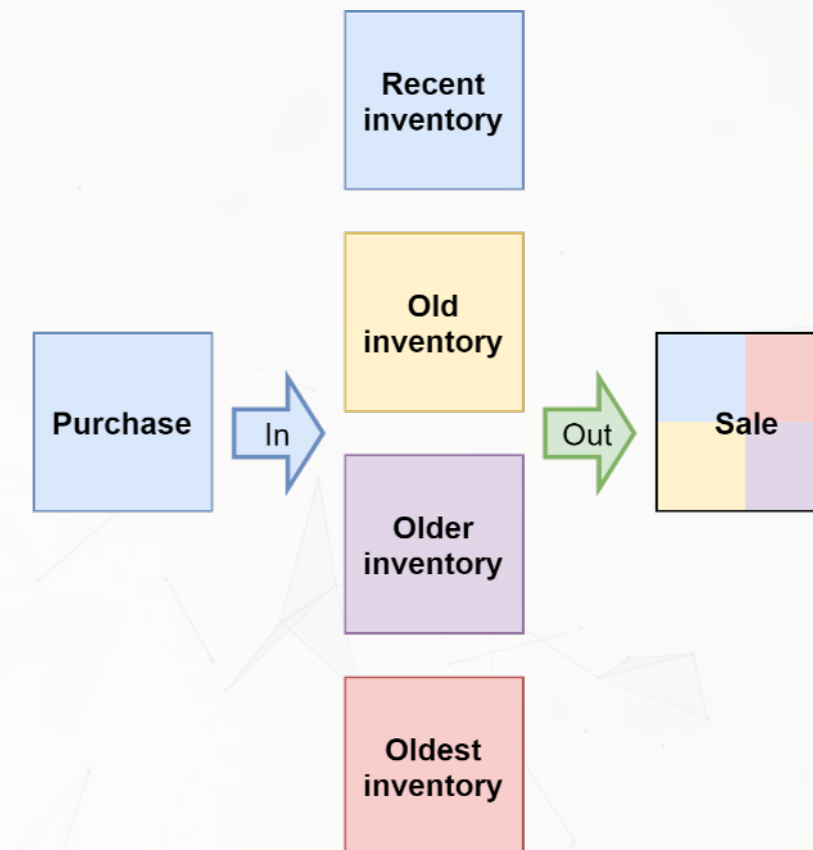 Recent
inventory
Old
inventory
Purchase
In
Out
Sale
Older
inventory
Oldest
inventory